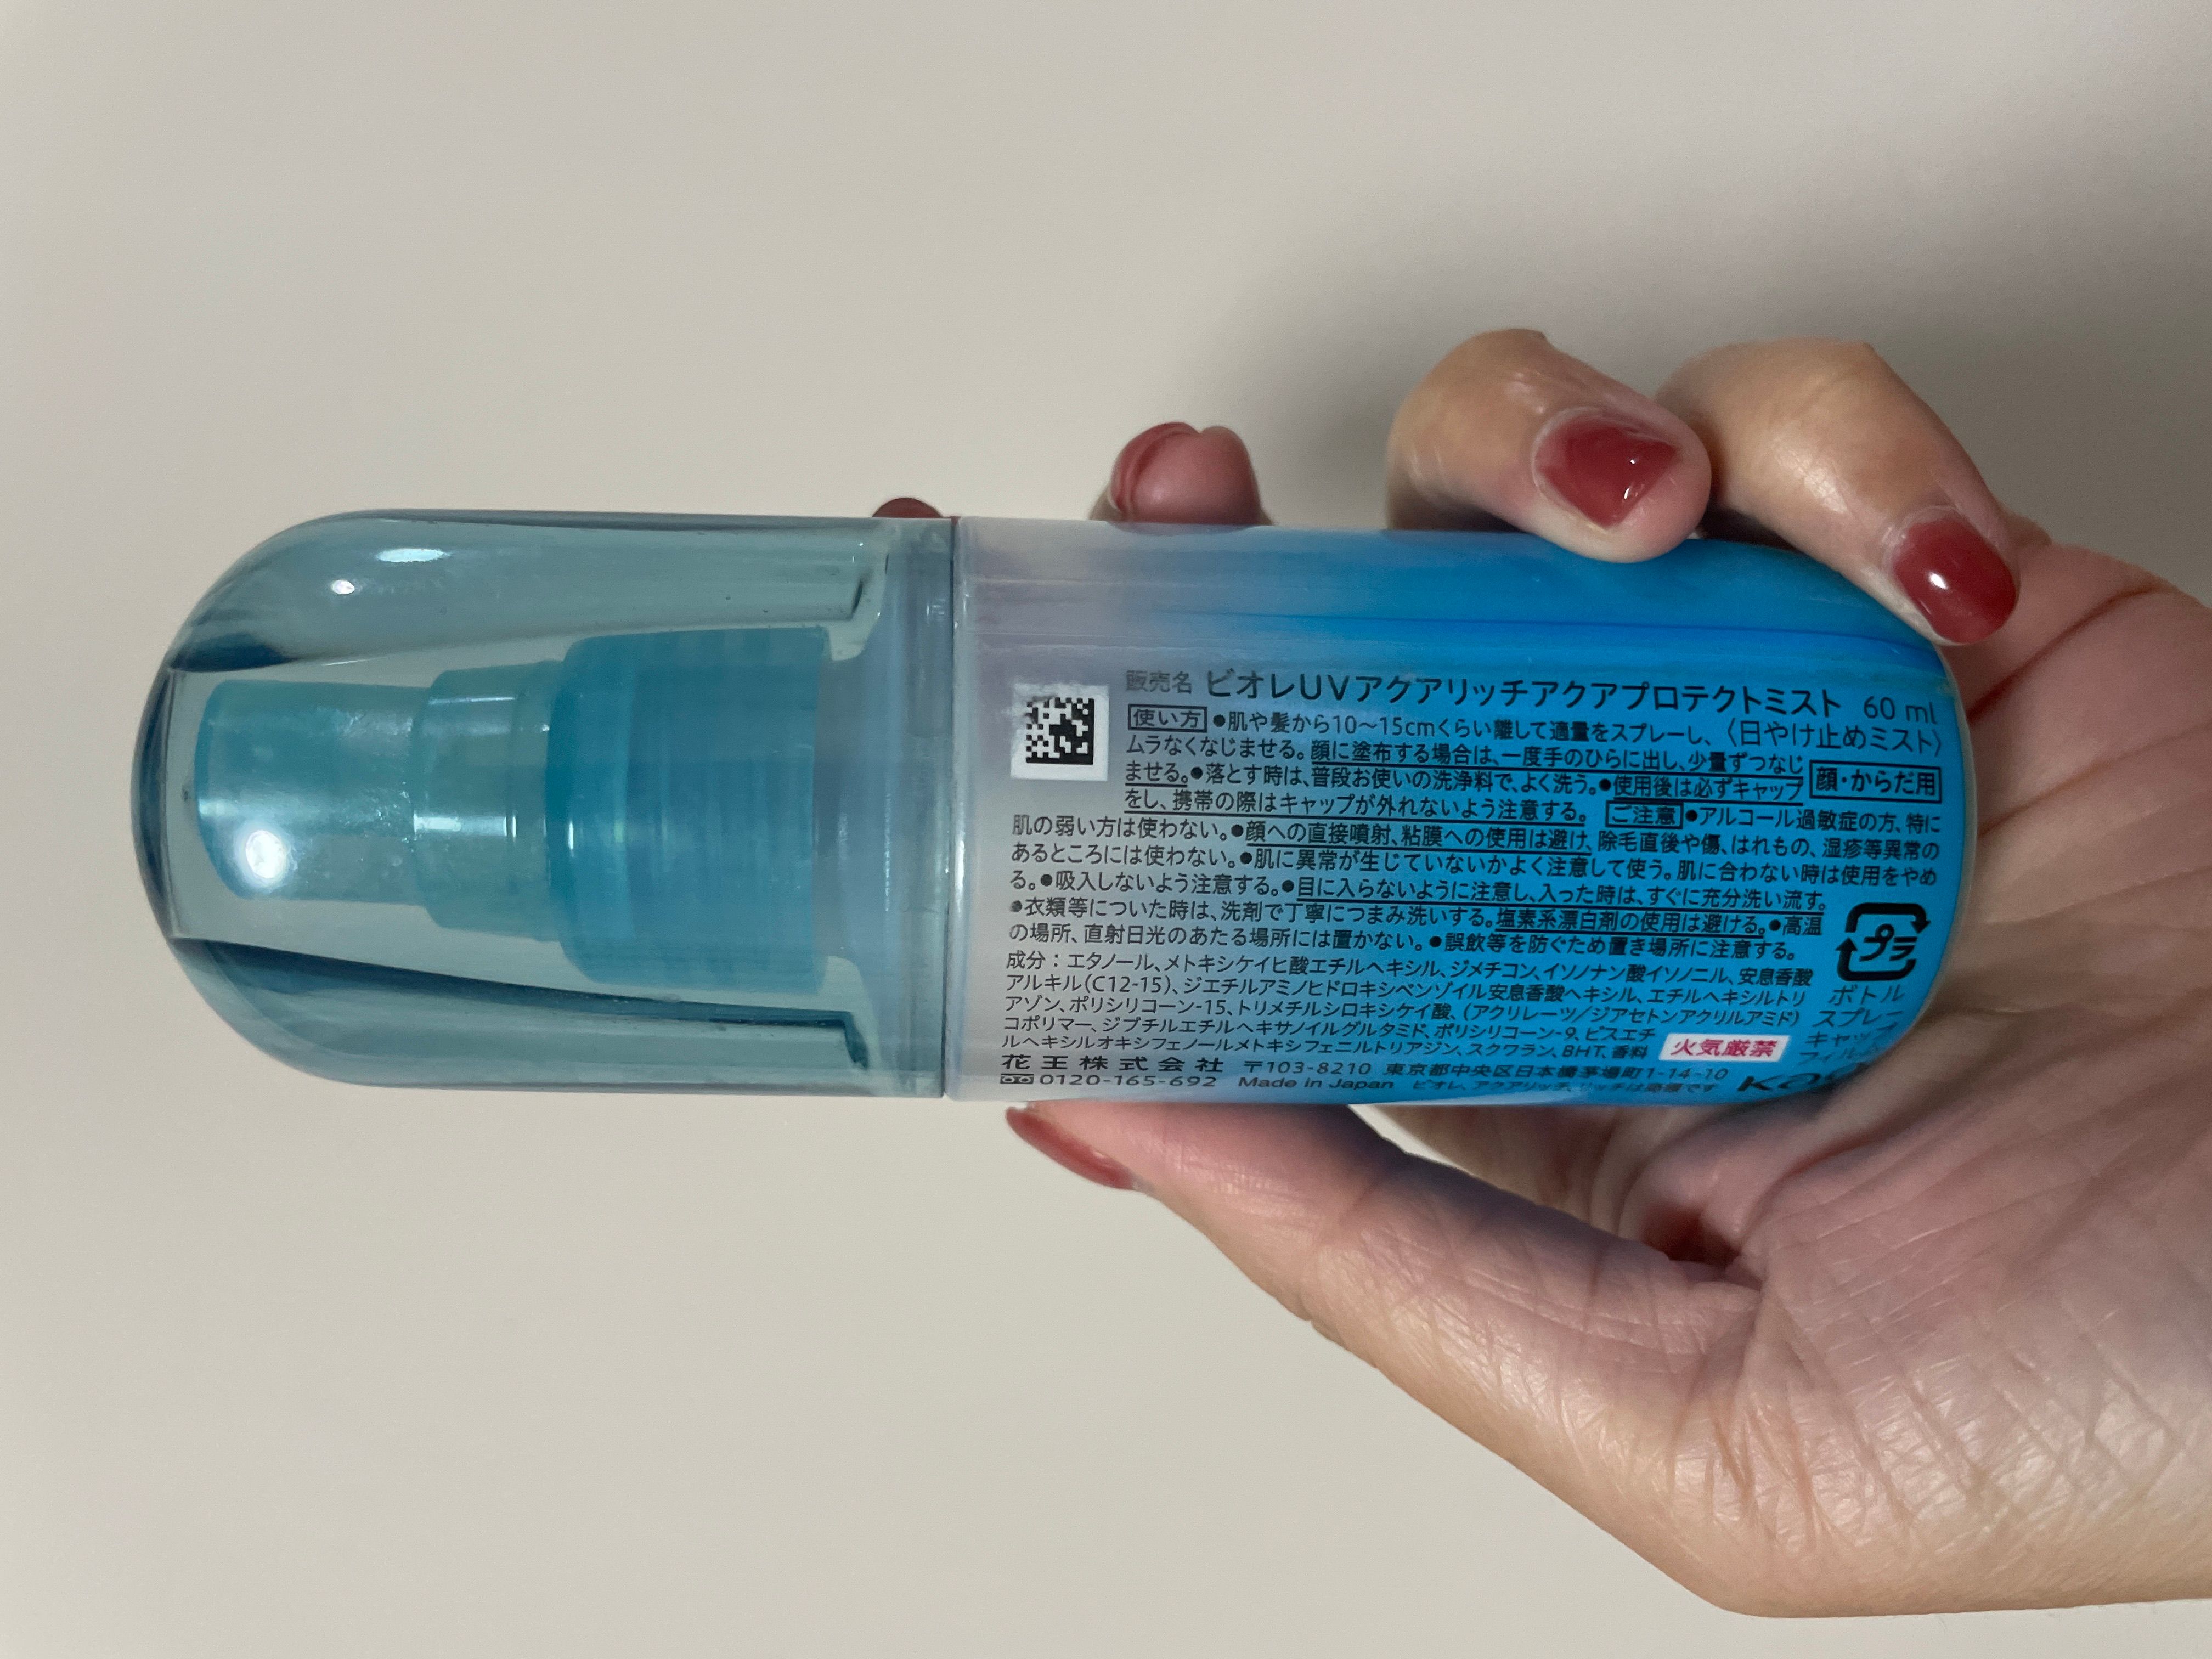 販売名 ビオレUVアクアリッチアクアプロテクトミスト 60 ml
使い方 ●肌や髪から10〜15cmくらい離して適量をスプレーし、〈日やけ止めミスト〉
ムラなくなじませる。顔に塗布する場合は、一度手のひらに出し、少量ずつなじ
ませる。●落とす時は、普段お使いの洗浄料で、よく洗う。●使用後は必ずキャップ 顔・からだ用
をし、携帯の際はキャップが外れないよう注意する。 ご注意 ●アルコール過敏症の方、特に
肌の弱い方は使わない。●顔への直接噴射、粘膜への使用は避け、除毛直後や傷、はれもの、湿疹等異常の
あるところには使わない。●肌に異常が生じていないかよく注意して使う。肌に合わない時は使用をやめ
る。●吸入しないよう注意する。●目に入らないように注意し、入った時は、すぐに充分洗い流す。
●衣類等についた時は、洗剤で丁寧につまみ洗いする。塩素系漂白剤の使用は避ける。●高温
の場所、直射日光のあたる場所には置かない。●誤飲等を防ぐため置き場所に注意する。
プラ
成分：エタノール、メトキシケイヒ酸エチルヘキシル、ジメチコン、イソノナン酸イソノニル、安息香酸
アルキル(C12-15)、ジエチルアミノヒドロキシベンゾイル安息香酸ヘキシル、エチルヘキシルトリ
アゾン、ポリシリコーン-15、トリメチルシロキシケイ酸、(アクリレーツ/ジアセトンアクリルアミド)
コポリマー、ジブチルエチルヘキサノイルグルタミド、ポリシリコーン-9、ビスエチ
ルヘキシルオキシフェノールメトキシフェニルトリアジン、スクワラン、BHT、香料
火気厳禁
ボトル
スプレー
キャップ
花王株式会社 〒103-8210 東京都中央区日本橋茅場町1-14-10
0120-165-692 Made in Japan ビオレ、アクアリッチ、リッチは商標です